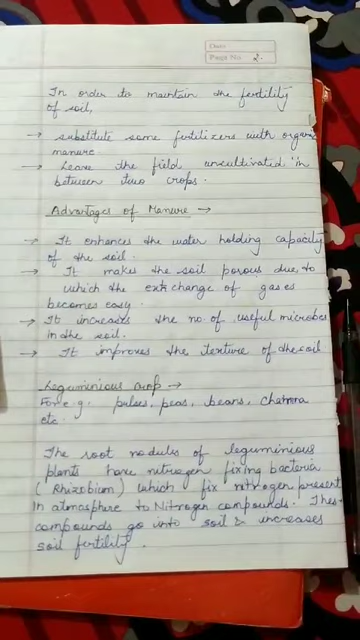 Date
Page No. 2.
In order to maintain the fertility
of soil,
→ substitute some fertilizers with organic
manure.
→ Leave the field uncultivated in
between two crops.
Advantages of Manure →
→ It enhances the water holding capacity
of the soil.
→ It makes the soil porous due to
which the exchange of gases
becomes easy.
→ It increases the no. of useful microbes
in the soil.
→ It improves the texture of the soil
Leguminious crop →
For e.g. pulses, peas, beans, channa
etc.
The root nodules of leguminious
plants have nitrogen fixing bacteria
(Rhizobium) which fix nitrogen present
in atmosphere to Nitrogen compounds. These
compounds go into soil & increases
soil fertility.